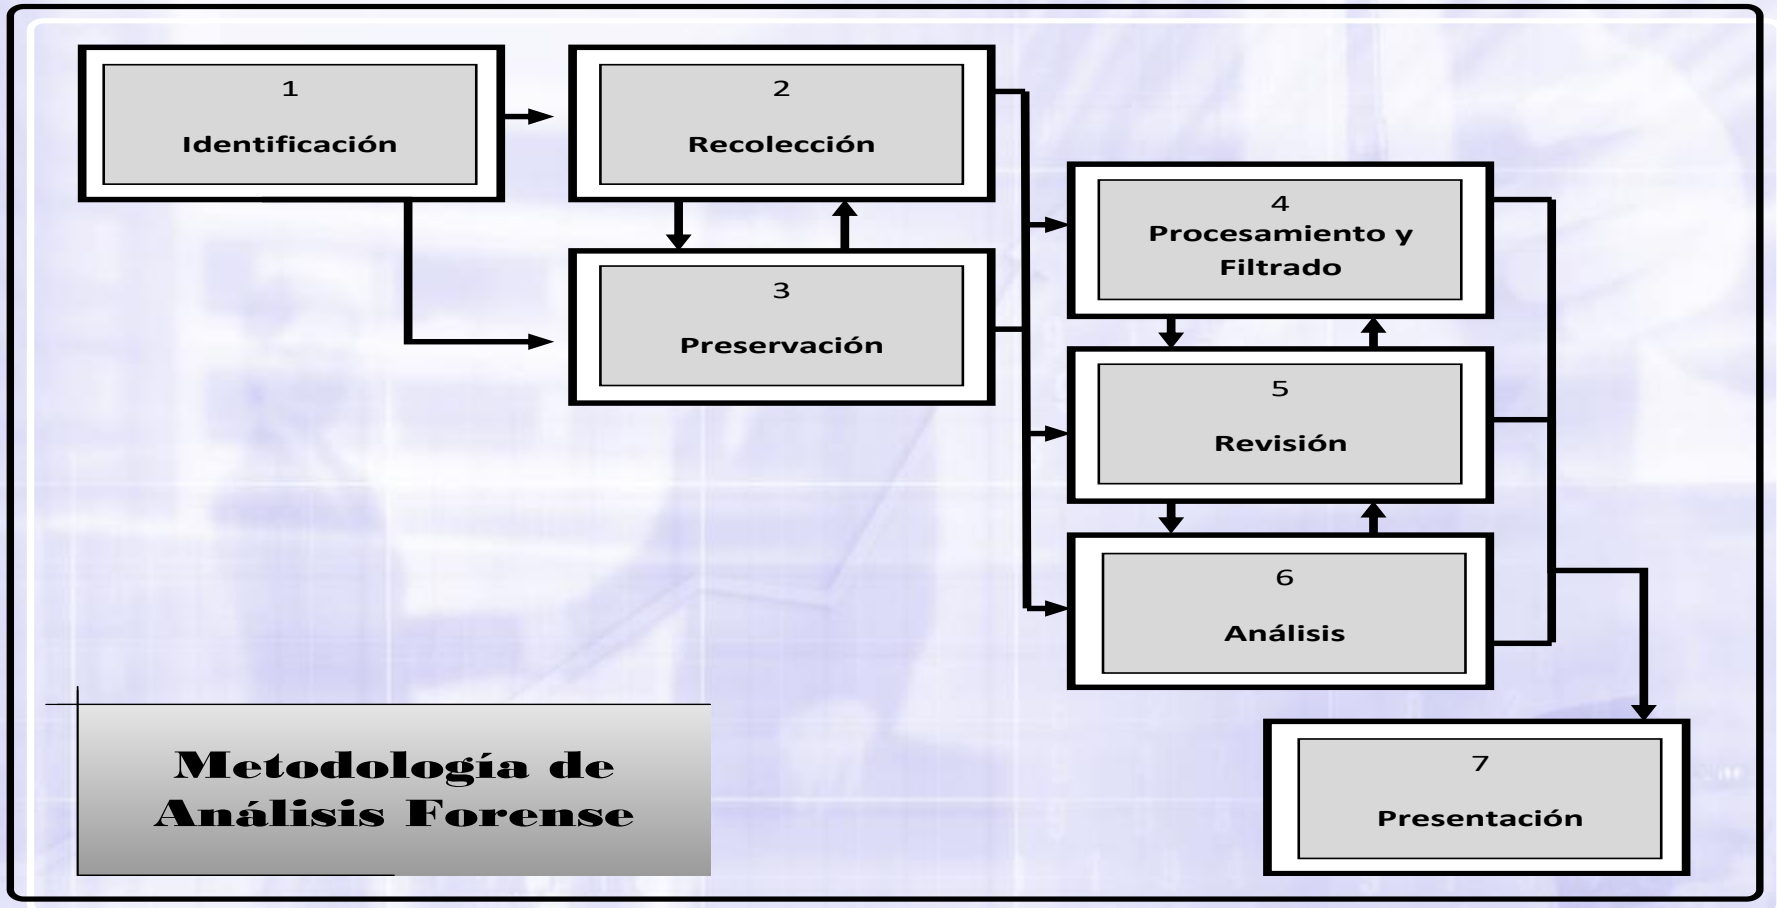 1
Identificación
2
Recolección
3
Preservación
4
Procesamiento y
Filtrado
5
Revisión
6
Análisis
7
Presentación
Metodología de
Análisis Forense